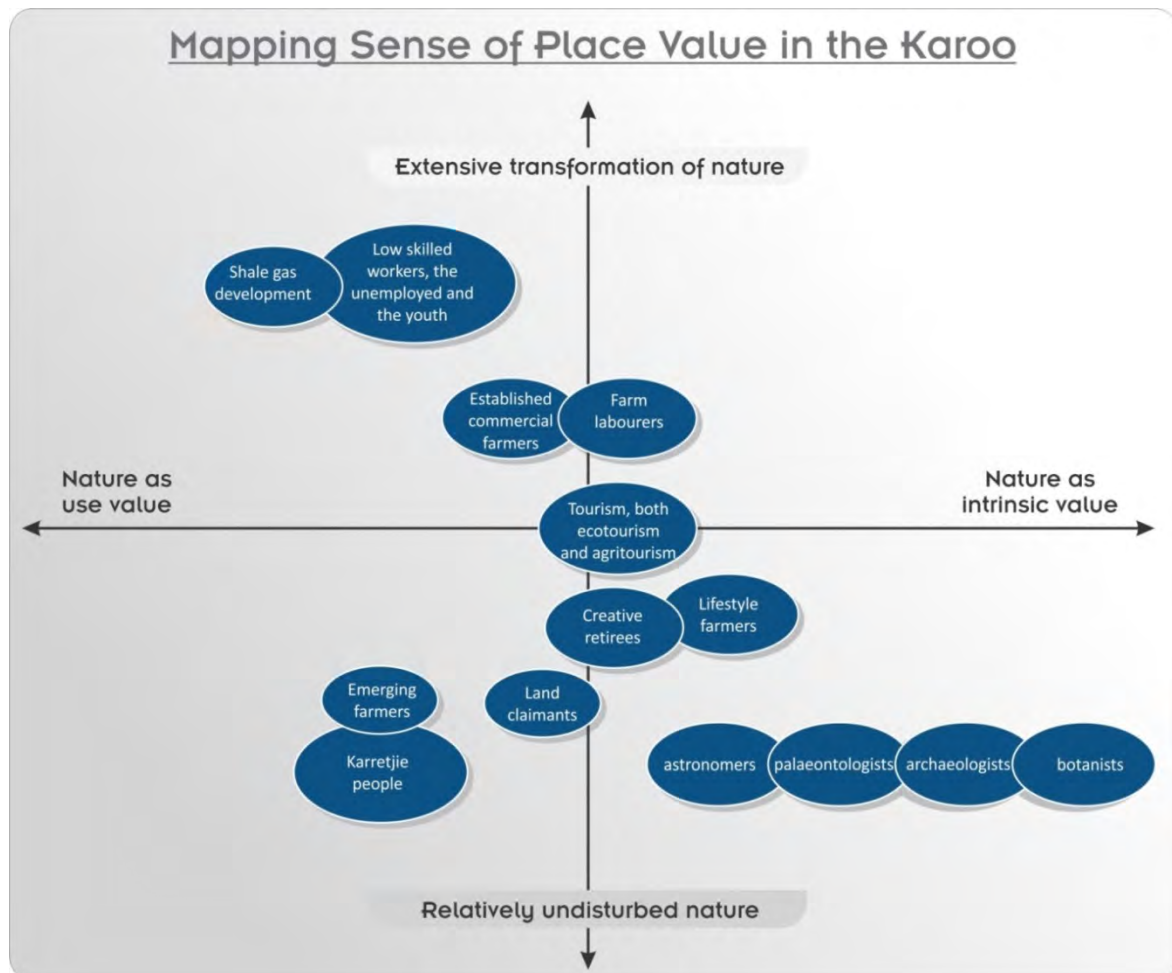 Mapping Sense of Place Value in the Karoo
Extensive transformation of nature
Shale gas
development
Low skilled
workers, the
unemployed and
the youth
Established
commercial
farmers
Farm
labourers
Nature as
use value
Nature as
intrinsic value
Tourism, both
ecotourism
and agritourism
Creative
retirees
Lifestyle
farmers
Emerging
farmers
Land
claimants
Karretjie
people
astronomers
palaeontologists
archaeologists
botanists
Relatively undisturbed nature